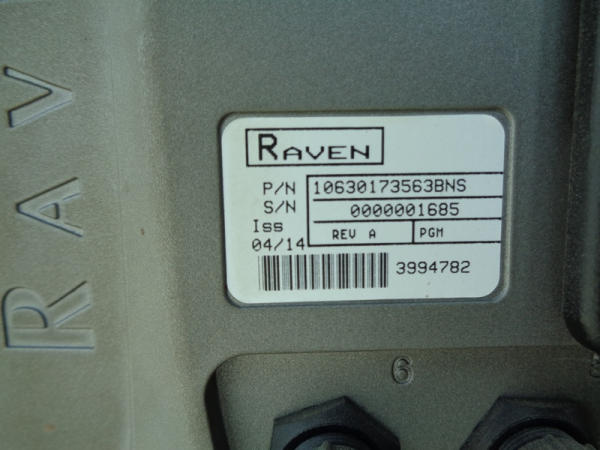 RAV
RAVEN
P/N 10630173563BNS
S/N 0000001685
Iss
04/14 REV A PGM
3994782
6